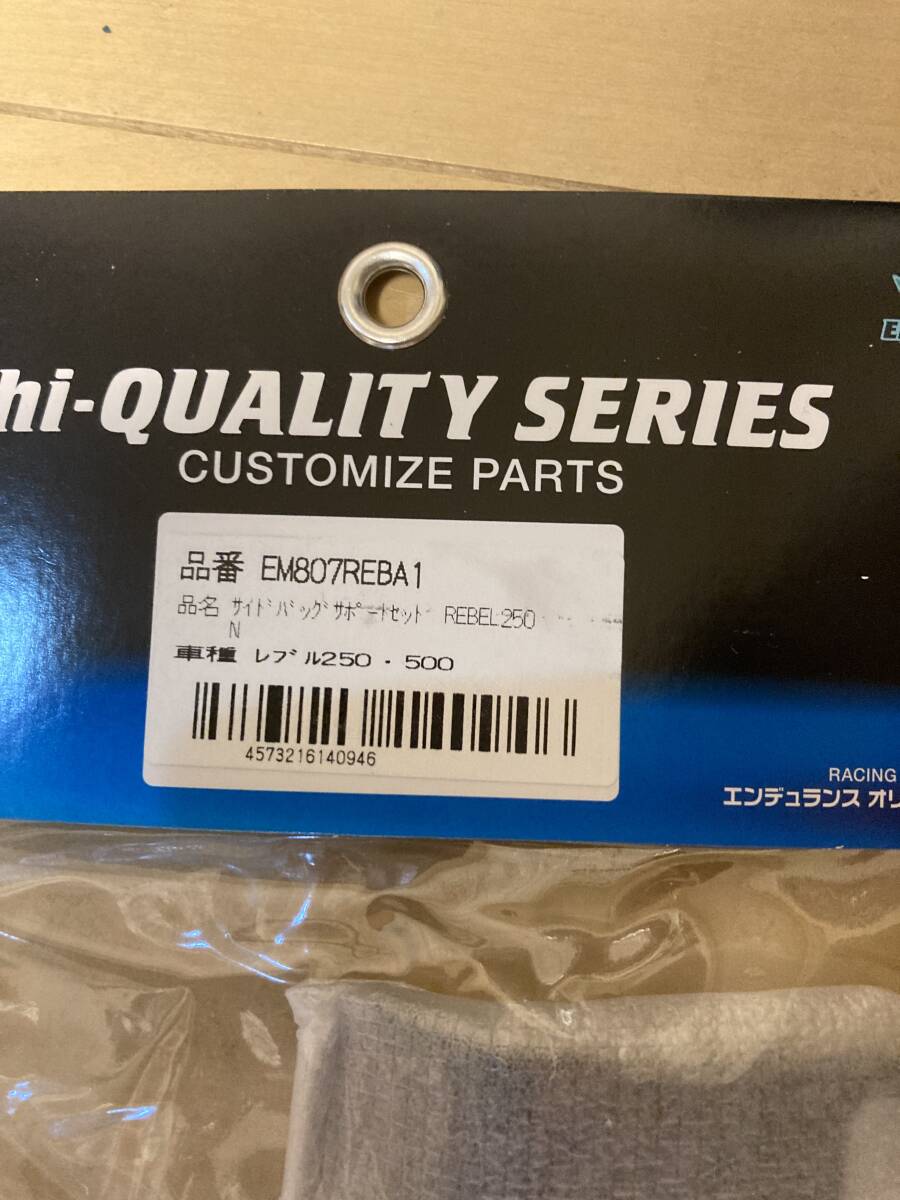 hi-QUALITY SERIES
CUSTOMIZE PARTS
品番 EM807REBA1
品名 ｻｲﾄﾞﾊﾞｯｸﾞｻﾎﾟｰﾄｾｯﾄ REBEL250
N
車種 ﾚﾌﾞﾙ250・500
4573216140946
RACING
エンデュランス オリ